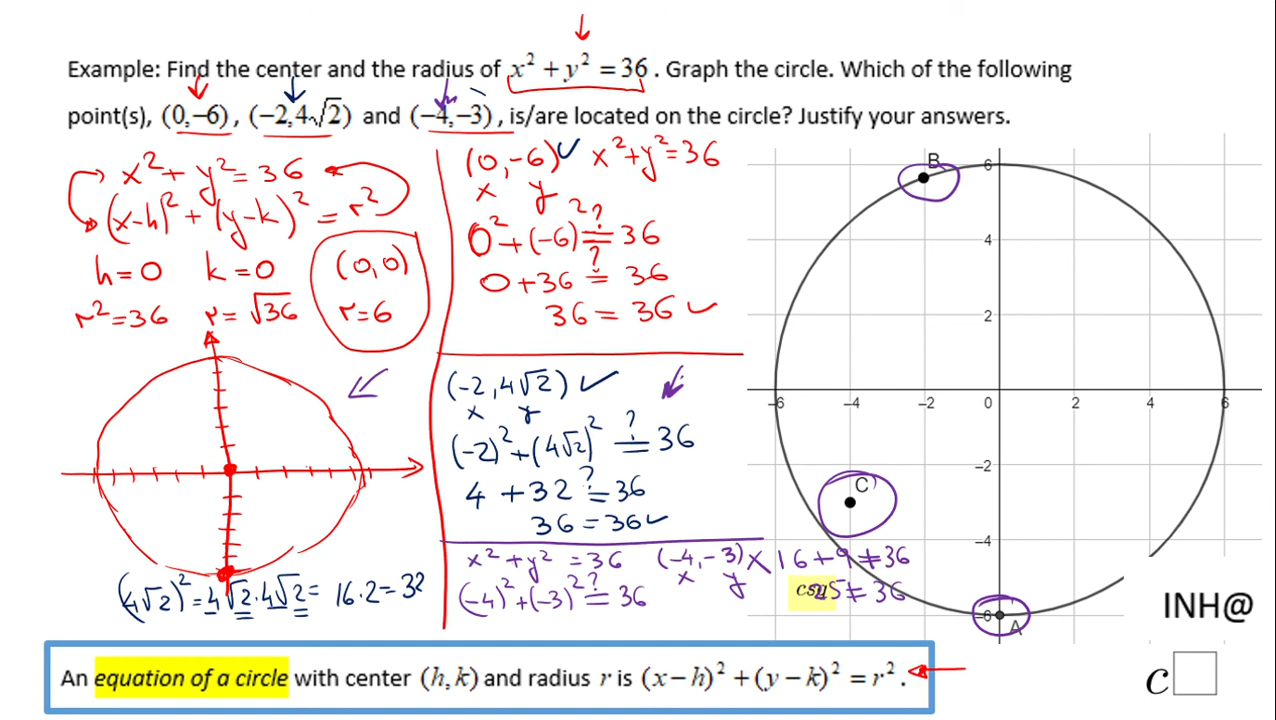 Example: Find the center and the radius of x² + y² = 36. Graph the circle. Which of the following
point(s), (0,−6), (−2,4√2) and (−4,−3), is/are located on the circle? Justify your answers.
x² + y² = 36
(x−h)² + (y−k)² = r²
h=0 k=0
r²=36 r=√36
(0,0)
r=6
(4√2)² = 4√2·4√2 = 16·2=32
(0,−6)✓ x²+y²=36
x y
0²+(−6)² ≟ 36
0+36 ≟ 36
36 = 36 ✓
(−2,4√2) ✓
x y
(−2)²+(4√2)² ≟ 36
4 + 32 ≟ 36
36 = 36 ✓
x²+y² = 36 (−4,−3) X 16+9≠36
x y
(−4)²+(−3)² ≟ 36 25≠36
B
6
4
2
−6 −4 −2 0 2 4 6
−2
C
−4
−6
A
INH@
c
An equation of a circle with center (h,k) and radius r is (x−h)² + (y−k)² = r².